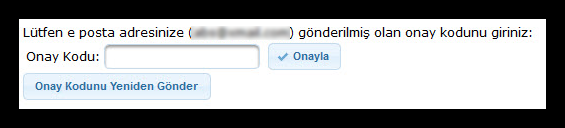 Lütfen e posta adresinize ( ) gönderilmiş olan onay kodunu giriniz:
Onay Kodu: Onayla
Onay Kodunu Yeniden Gönder